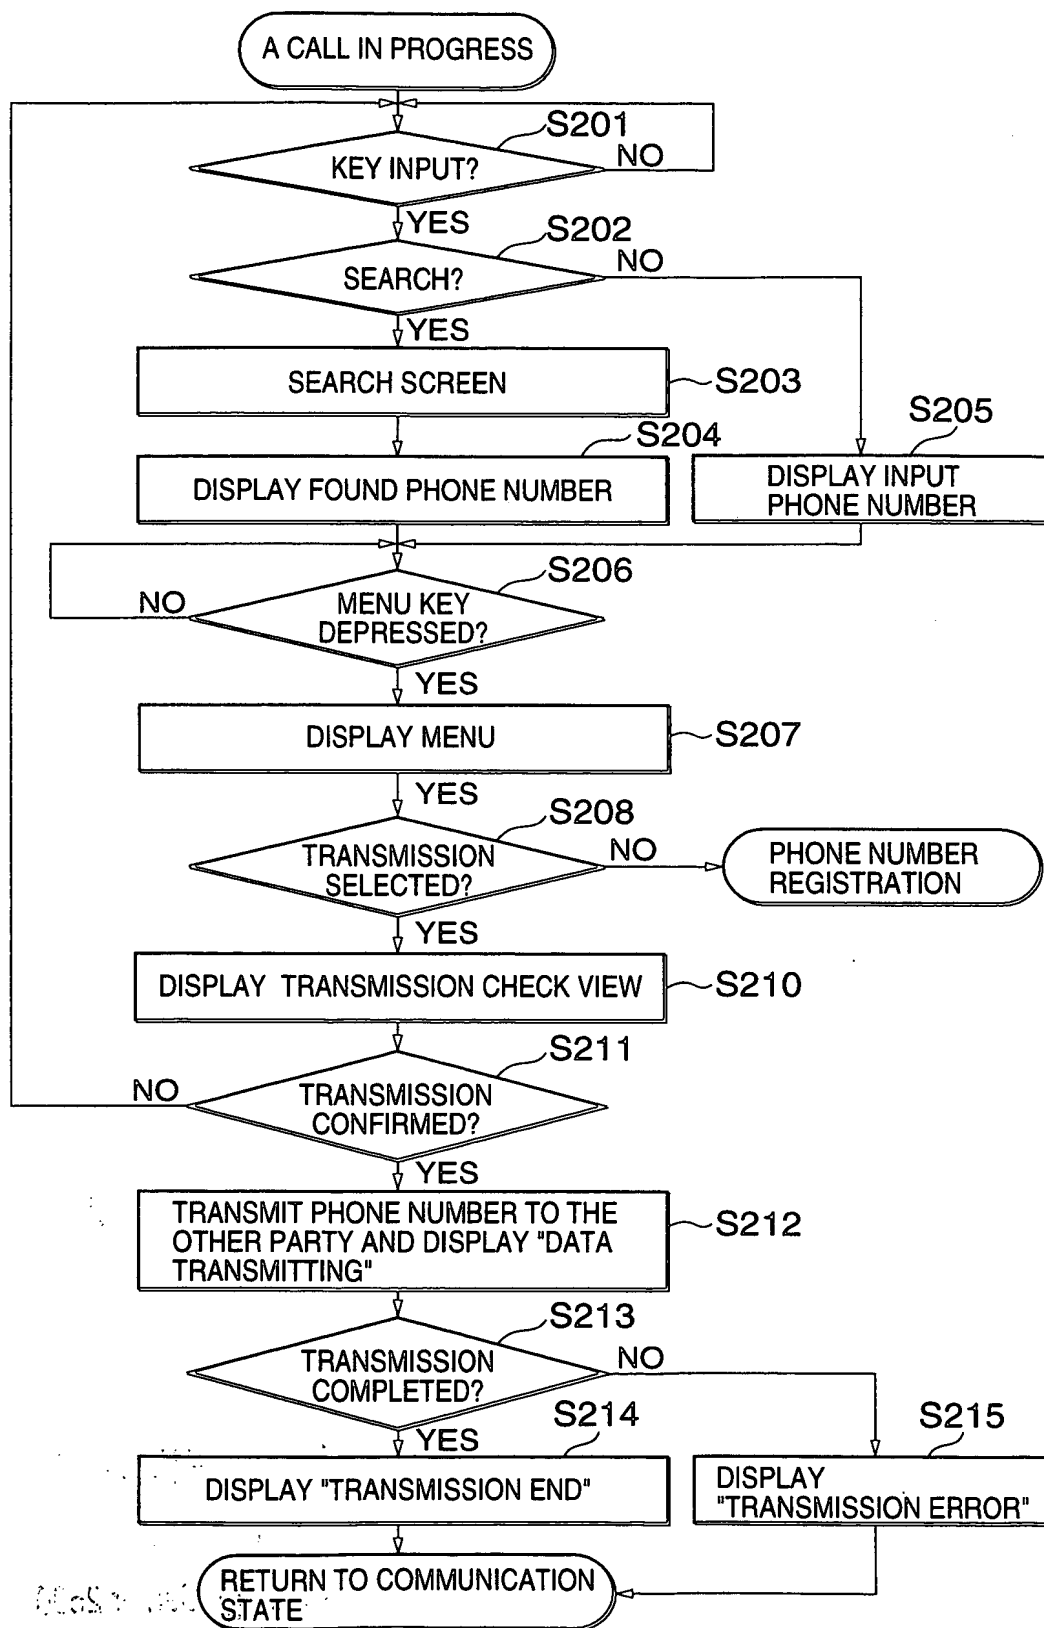 A CALL IN PROGRESS
S201
KEY INPUT?
NO
YES
S202
SEARCH?
NO
YES
SEARCH SCREEN
S203
S204
S205
DISPLAY FOUND PHONE NUMBER
DISPLAY INPUT
PHONE NUMBER
S206
NO
MENU KEY
DEPRESSED?
YES
DISPLAY MENU
S207
YES
S208
TRANSMISSION
SELECTED?
NO
PHONE NUMBER
REGISTRATION
YES
DISPLAY TRANSMISSION CHECK VIEW
S210
S211
NO
TRANSMISSION
CONFIRMED?
YES
TRANSMIT PHONE NUMBER TO THE
OTHER PARTY AND DISPLAY "DATA
TRANSMITTING"
S212
S213
TRANSMISSION
COMPLETED?
NO
YES
S214
S215
DISPLAY "TRANSMISSION END"
DISPLAY
"TRANSMISSION ERROR"
RETURN TO COMMUNICATION
STATE